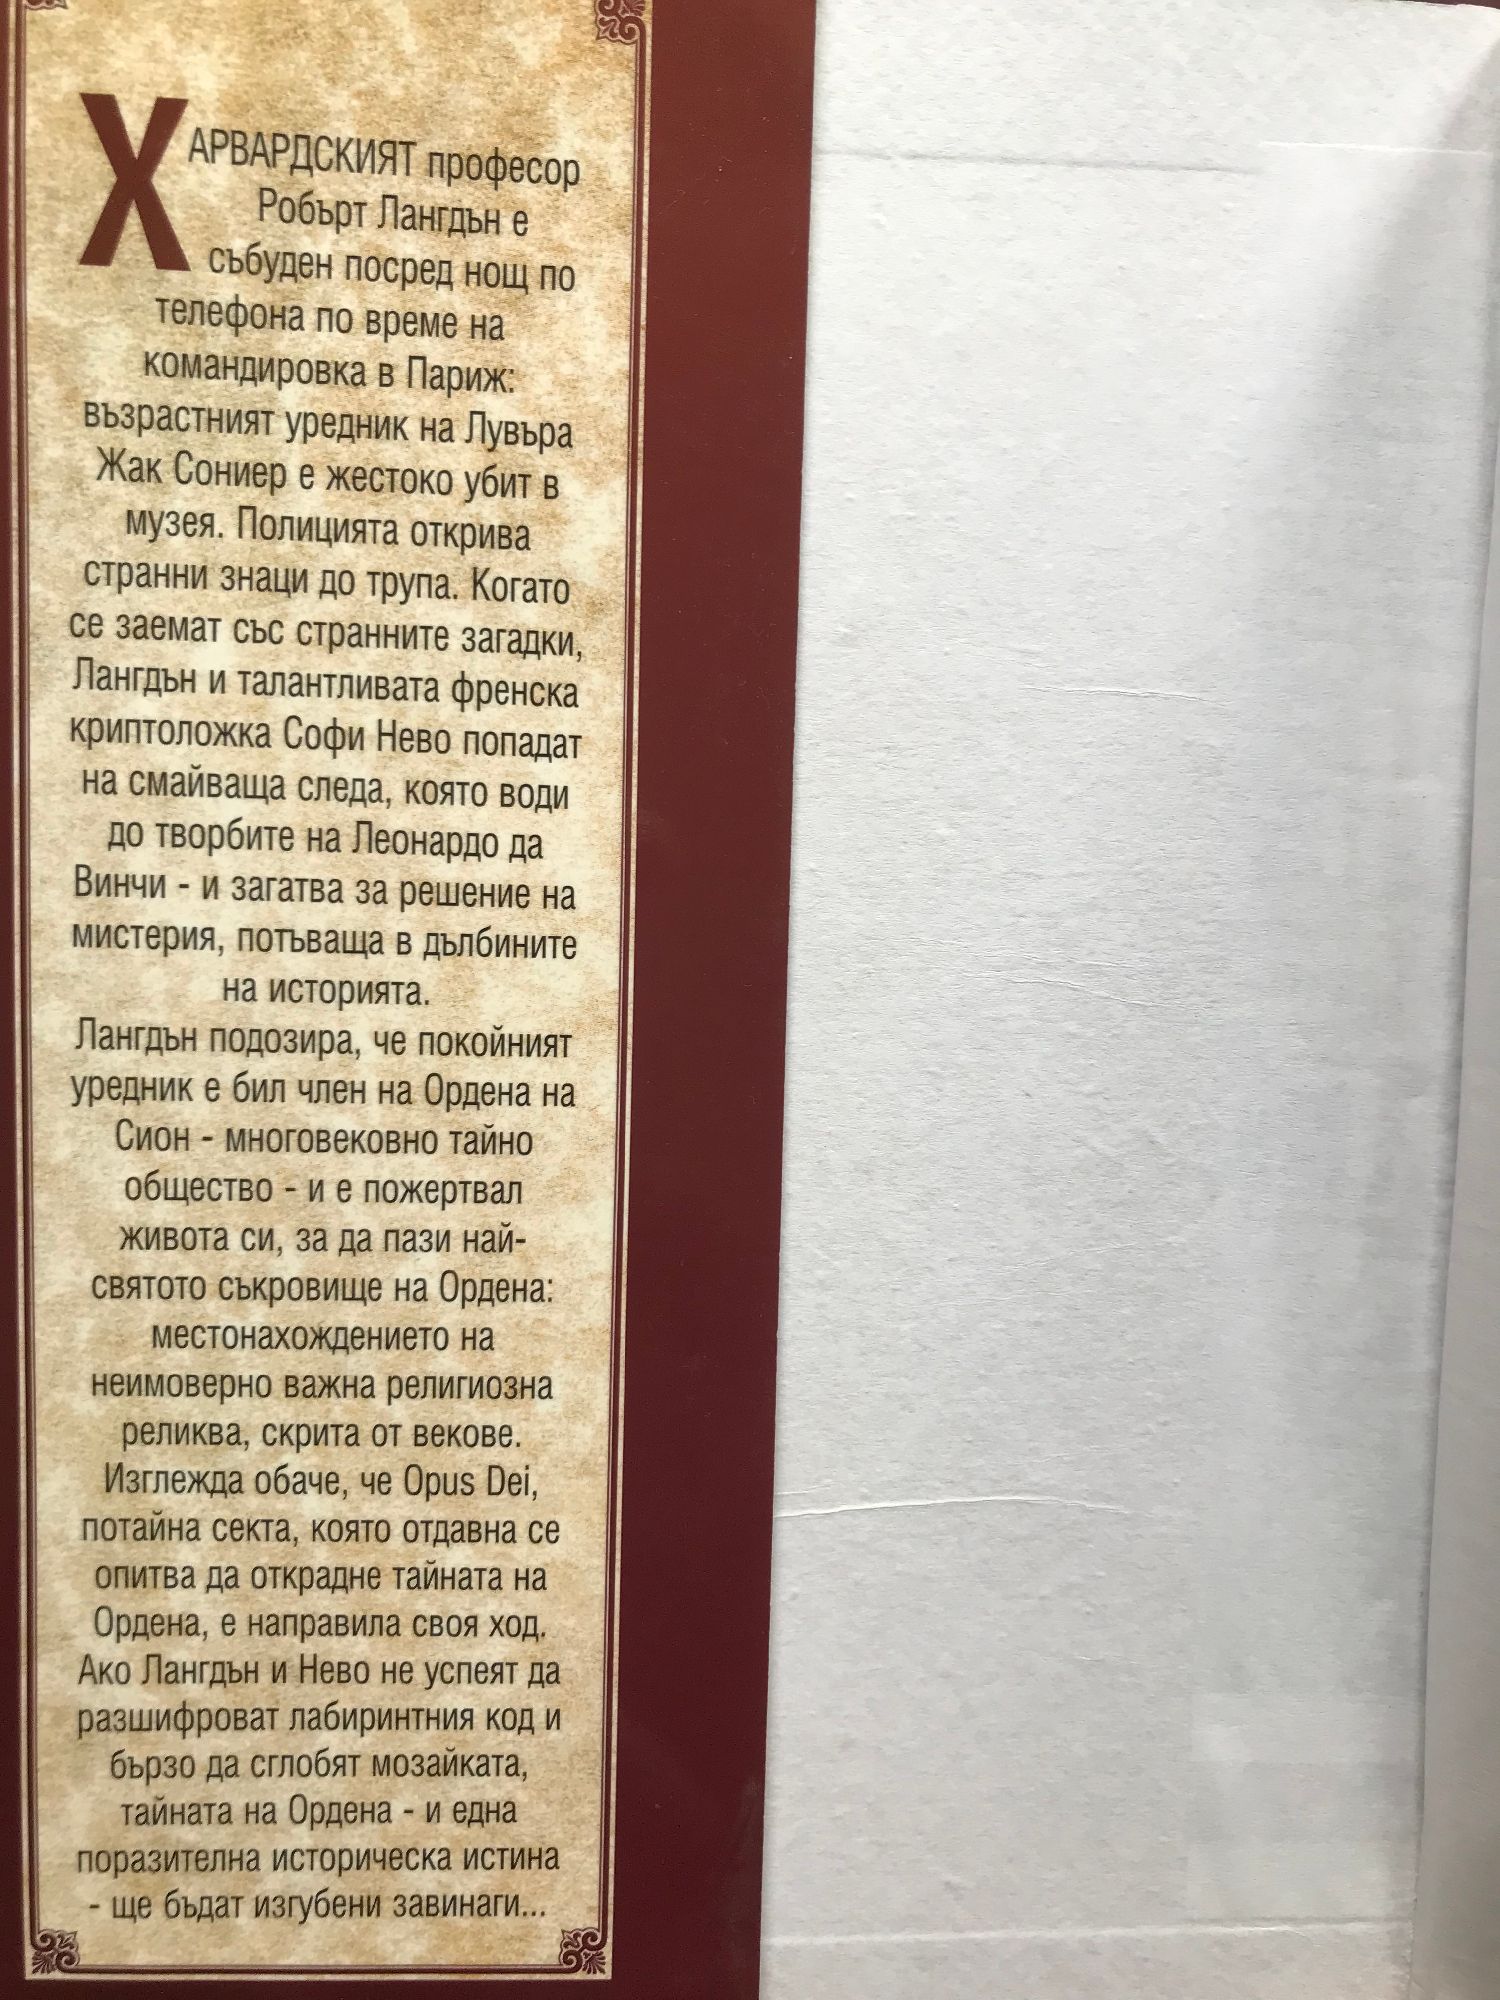 ХАРВАРДСКИЯТ професор
Робърт Лангдън е
събуден посред нощ по
телефона по време на
командировка в Париж:
възрастният уредник на Лувъра
Жак Сониер е жестоко убит в
музея. Полицията открива
странни знаци до трупа. Когато
се заемат със странните загадки,
Лангдън и талантливата френска
криптоложка Софи Нево попадат
на смайваща следа, която води
до творбите на Леонардо да
Винчи - и загатва за решение на
мистерия, потъваща в дълбините
на историята.
Лангдън подозира, че покойният
уредник е бил член на Ордена на
Сион - многовековно тайно
общество - и е пожертвал
живота си, за да пази най-
святото съкровище на Ордена:
местонахождението на
неимоверно важна религиозна
реликва, скрита от векове.
Изглежда обаче, че Opus Dei,
потайна секта, която отдавна се
опитва да открадне тайната на
Ордена, е направила своя ход.
Ако Лангдън и Нево не успеят да
разшифроват лабиринтния код и
бързо да сглобят мозайката,
тайната на Ордена - и една
поразителна историческа истина
- ще бъдат изгубени завинаги...